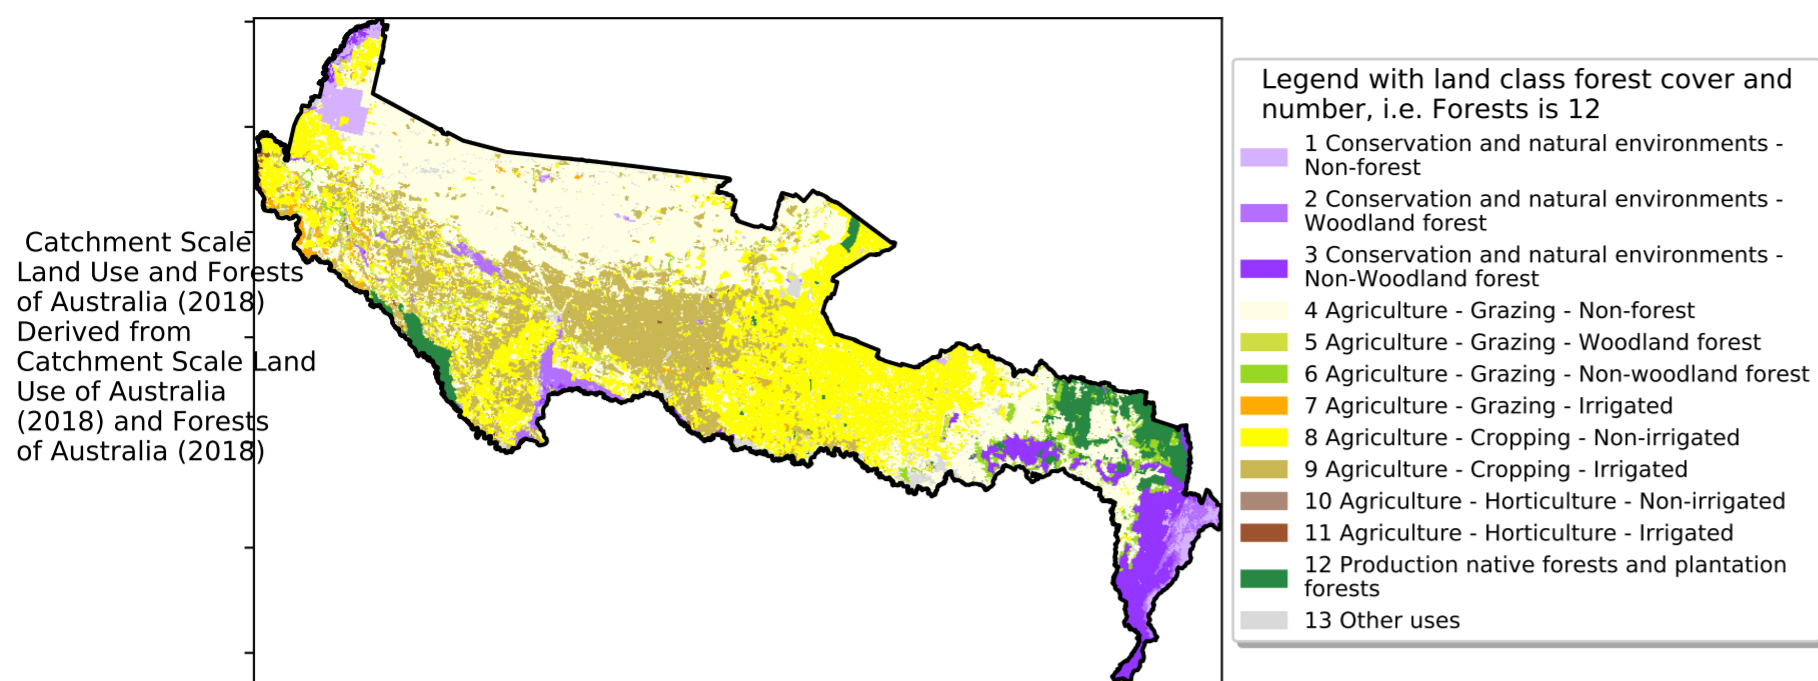 Catchment Scale
Land Use and Forests
of Australia (2018)
Derived from
Catchment Scale Land
Use of Australia
(2018) and Forests
of Australia (2018)
Legend with land class forest cover and
number, i.e. Forests is 12
1 Conservation and natural environments -
Non-forest
2 Conservation and natural environments -
Woodland forest
3 Conservation and natural environments -
Non-Woodland forest
4 Agriculture - Grazing - Non-forest
5 Agriculture - Grazing - Woodland forest
6 Agriculture - Grazing - Non-woodland forest
7 Agriculture - Grazing - Irrigated
8 Agriculture - Cropping - Non-irrigated
9 Agriculture - Cropping - Irrigated
10 Agriculture - Horticulture - Non-irrigated
11 Agriculture - Horticulture - Irrigated
12 Production native forests and plantation
forests
13 Other uses